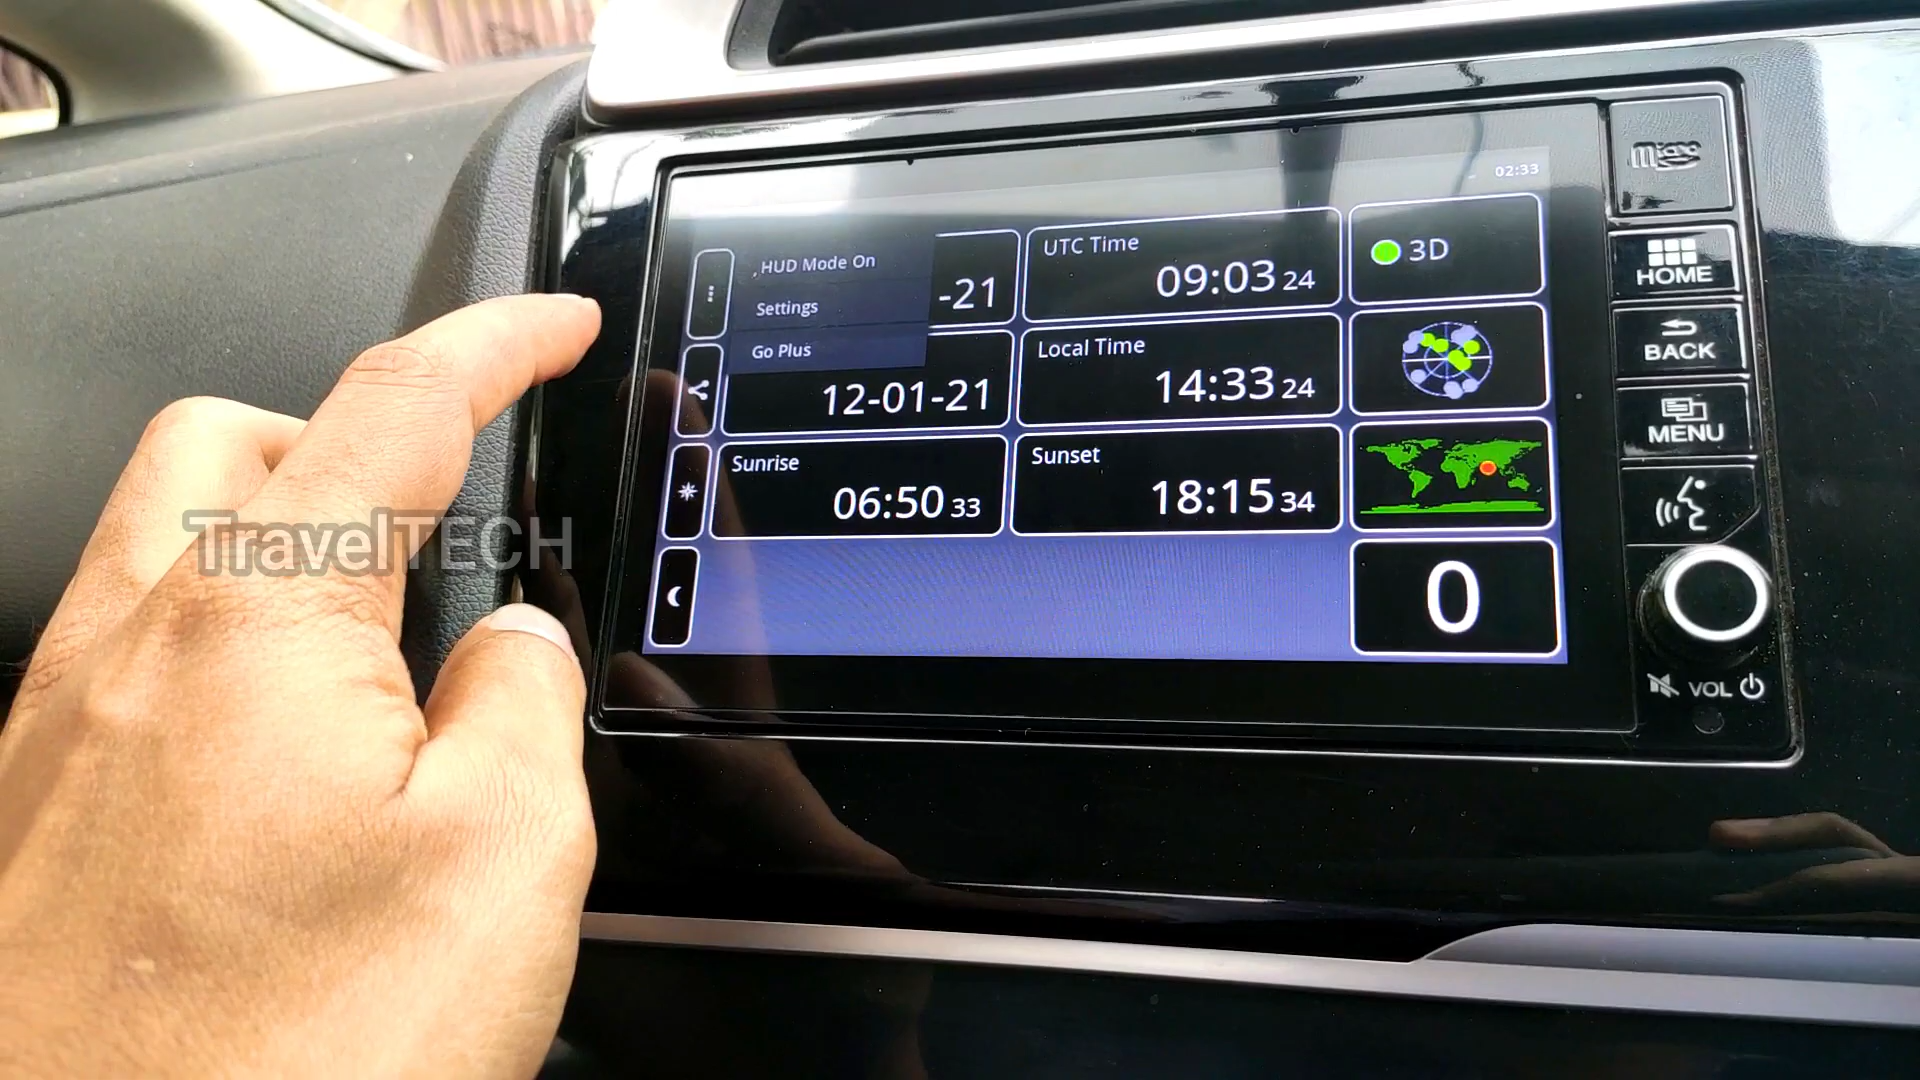 02:33
HUD Mode On
Settings
Go Plus
-21
UTC Time
09:03 24
3D
12-01-21
Local Time
14:33 24
Sunrise
06:50 33
Sunset
18:15 34
0
micro
HOME
BACK
MENU
VOL
TravelTECH